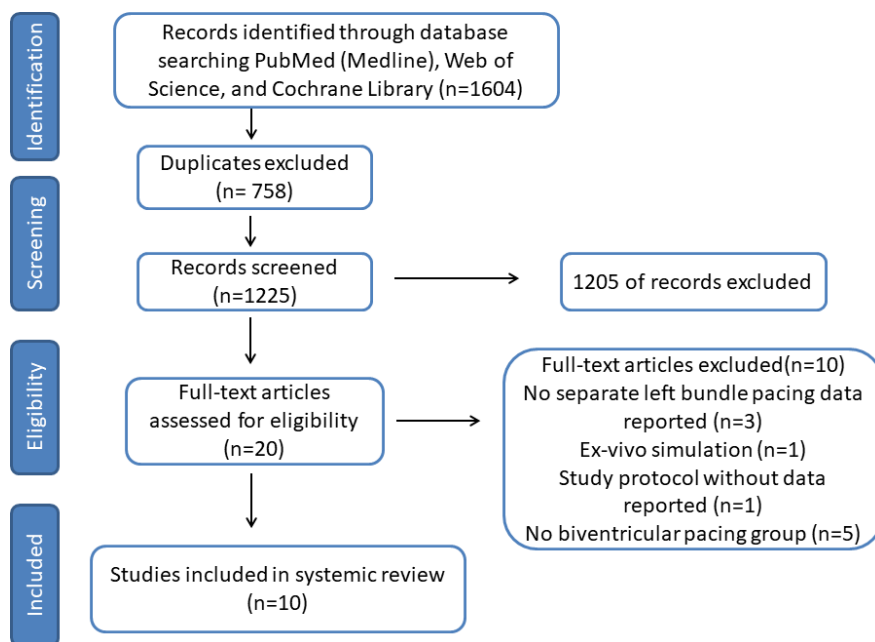 Identification
Records identified through database
searching PubMed (Medline), Web of
Science, and Cochrane Library (n=1604)
Duplicates excluded
(n= 758)
Screening
Records screened
(n=1225)
1205 of records excluded
Eligibility
Full-text articles
assessed for eligibility
(n=20)
Full-text articles excluded(n=10)
No separate left bundle pacing data
reported (n=3)
Ex-vivo simulation (n=1)
Study protocol without data
reported (n=1)
No biventricular pacing group (n=5)
Included
Studies included in systemic review
(n=10)